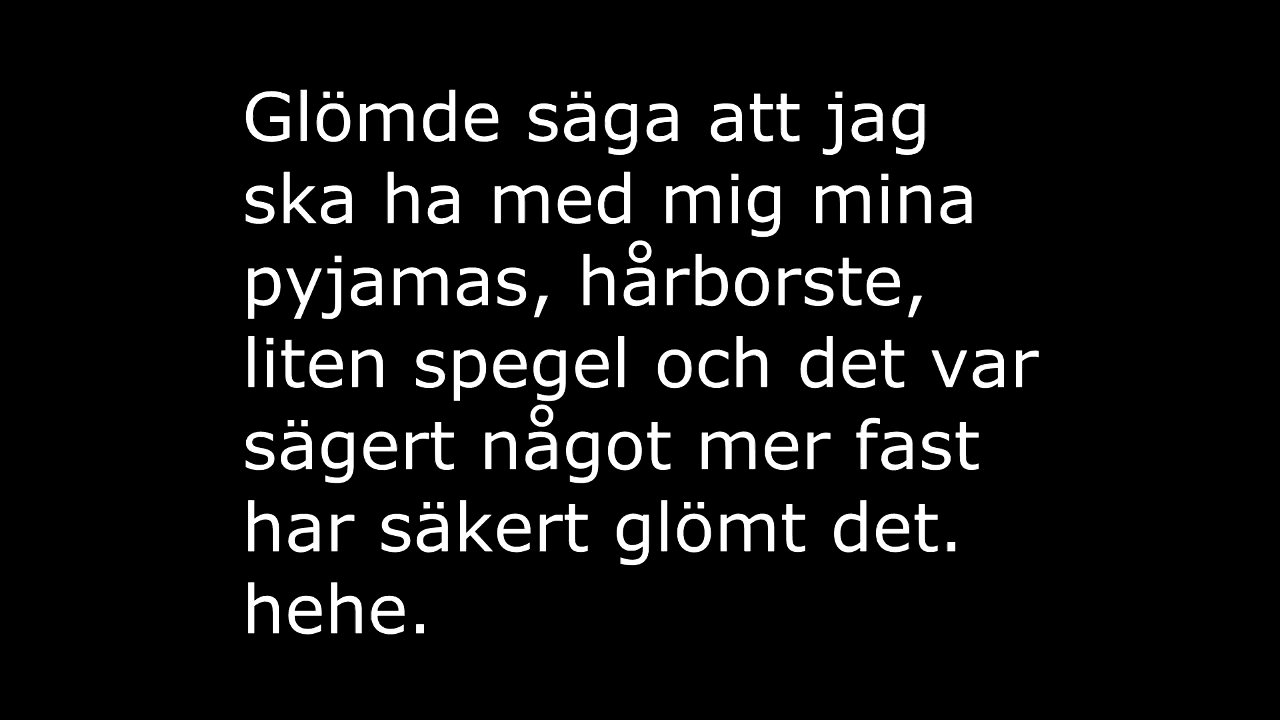 Glömde säga att jag
ska ha med mig mina
pyjamas, hårborste,
liten spegel och det var
sägert något mer fast
har säkert glömt det.
hehe.